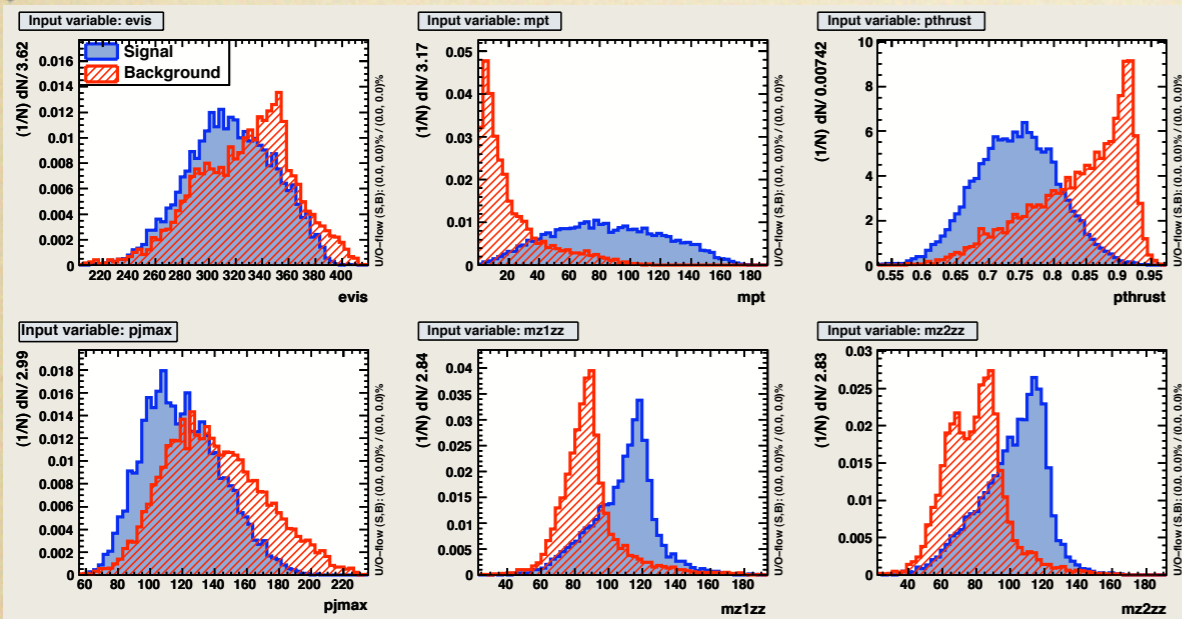 Input variable: evis
Input variable: mpt
Input variable: pthrust
(1/N) dN/ 3.62
0.016
0.014
0.012
0.01
0.008
0.006
0.004
0.002
0
Signal
Background
220 240 260 280 300 320 340 360 380 400
evis
U/O-flow (S,B): (0.0, 0.0)% / (0.0, 0.0)%
(1/N) dN/ 3.17
0.05
0.04
0.03
0.02
0.01
0
20 40 60 80 100 120 140 160 180
mpt
U/O-flow (S,B): (0.0, 0.0)% / (0.0, 0.0)%
(1/N) dN/ 0.00742
10
8
6
4
2
0
0.55 0.6 0.65 0.7 0.75 0.8 0.85 0.9 0.95
pthrust
U/O-flow (S,B): (0.0, 0.0)% / (0.0, 0.0)%
Input variable: pjmax
Input variable: mz1zz
Input variable: mz2zz
(1/N) dN/ 2.99
0.018
0.016
0.014
0.012
0.01
0.008
0.006
0.004
0.002
0
60 80 100 120 140 160 180 200 220
pjmax
U/O-flow (S,B): (0.0, 0.0)% / (0.0, 0.0)%
(1/N) dN/ 2.84
0.04
0.035
0.03
0.025
0.02
0.015
0.01
0.005
0
40 60 80 100 120 140 160 180
mz1zz
U/O-flow (S,B): (0.0, 0.0)% / (0.0, 0.0)%
(1/N) dN/ 2.83
0.03
0.025
0.02
0.015
0.01
0.005
0
40 60 80 100 120 140 160 180
mz2zz
U/O-flow (S,B): (0.0, 0.0)% / (0.0, 0.0)%